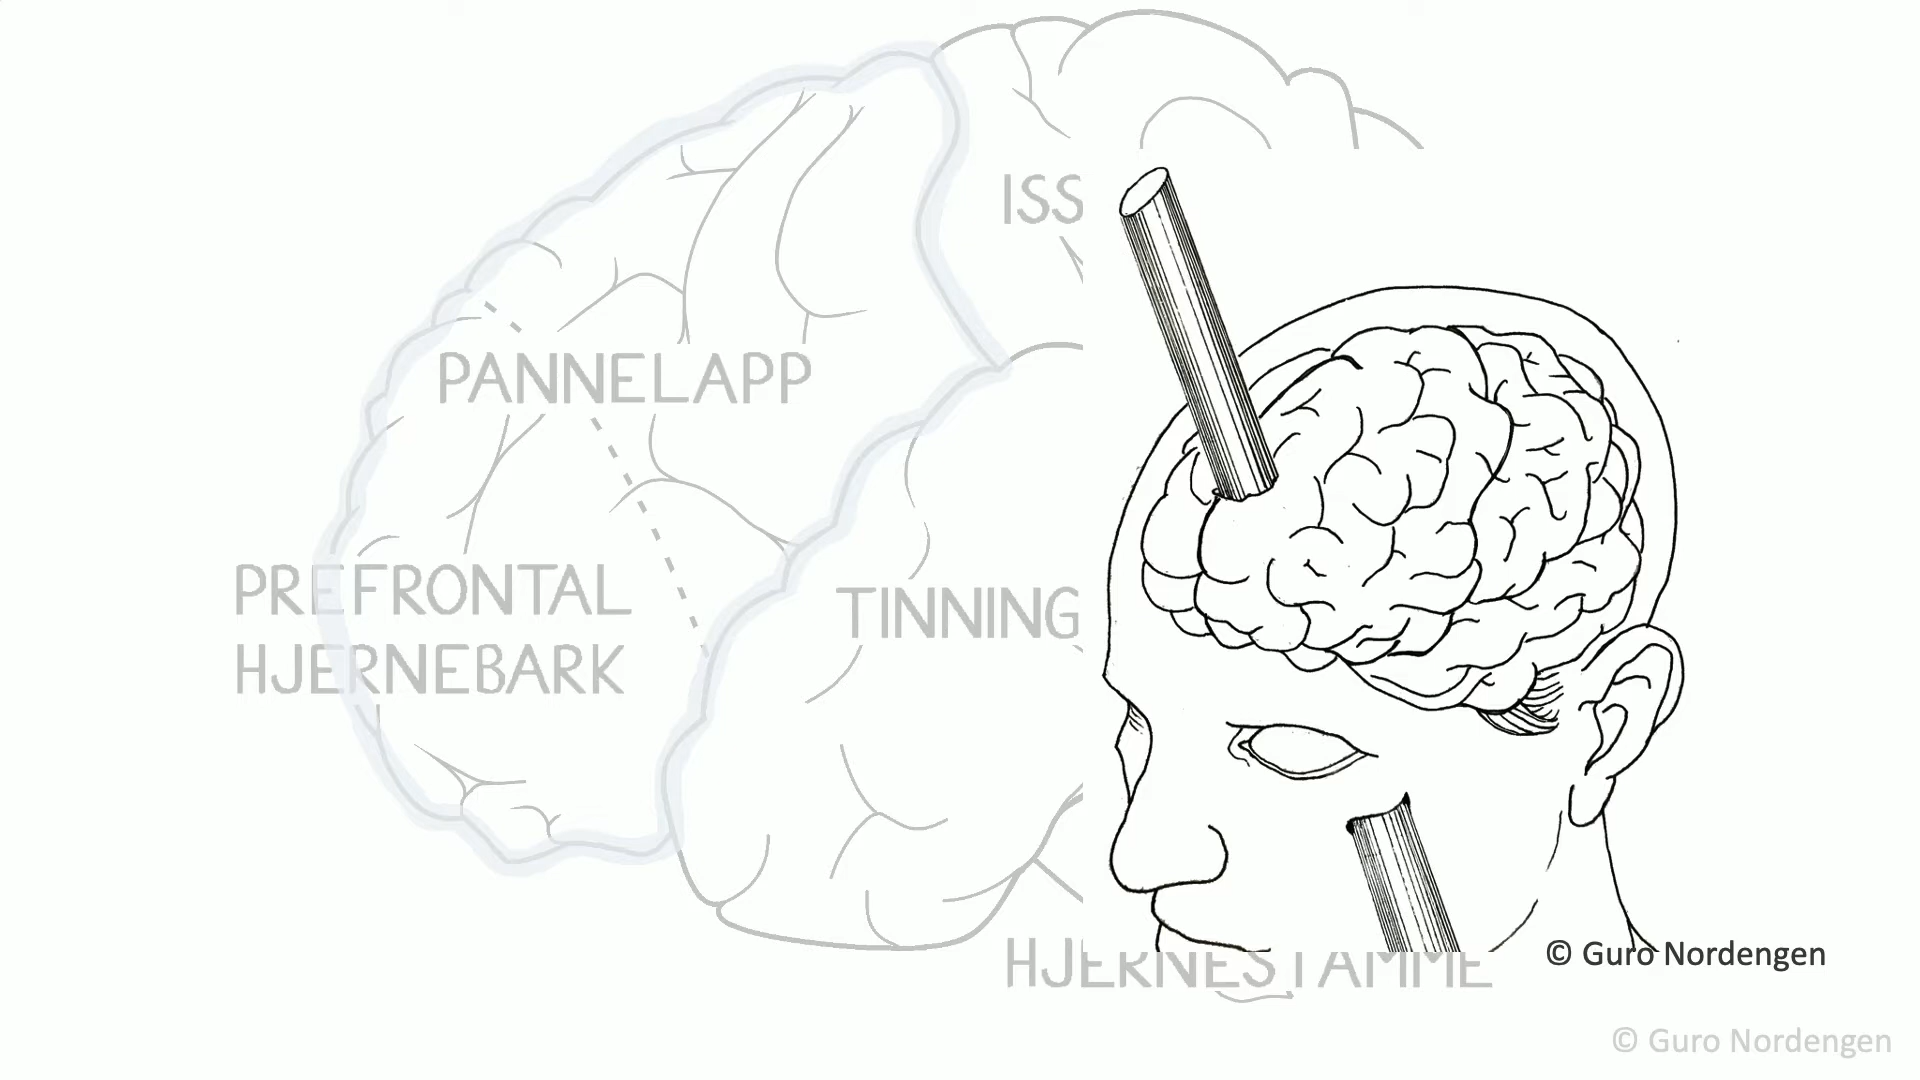 ISS
PANNELAPP
PREFRONTAL
HJERNEBARK
TINNING
HJERNESTAMME
© Guro Nordengen
© Guro Nordengen